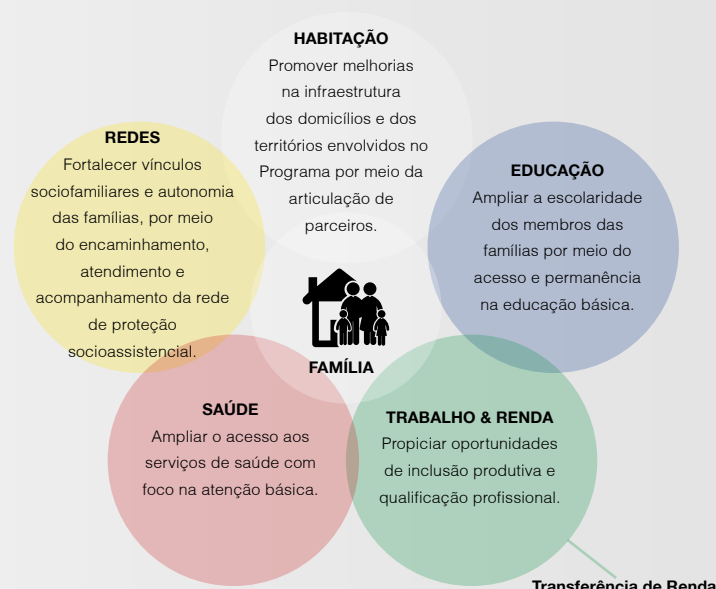 HABITAÇÃO
Promover melhorias
na infraestrutura
dos domicílios e dos
territórios envolvidos no
Programa por meio da
articulação de
parceiros.
REDES
Fortalecer vínculos
sociofamiliares e autonomia
das famílias, por meio
do encaminhamento,
atendimento e
acompanhamento da rede
de proteção
socioassistencial.
EDUCAÇÃO
Ampliar a escolaridade
dos membros das
famílias por meio do
acesso e permanência
na educação básica.
FAMÍLIA
SAÚDE
Ampliar o acesso aos
serviços de saúde com
foco na atenção básica.
TRABALHO & RENDA
Propiciar oportunidades
de inclusão produtiva e
qualificação profissional.
Transferência de Renda